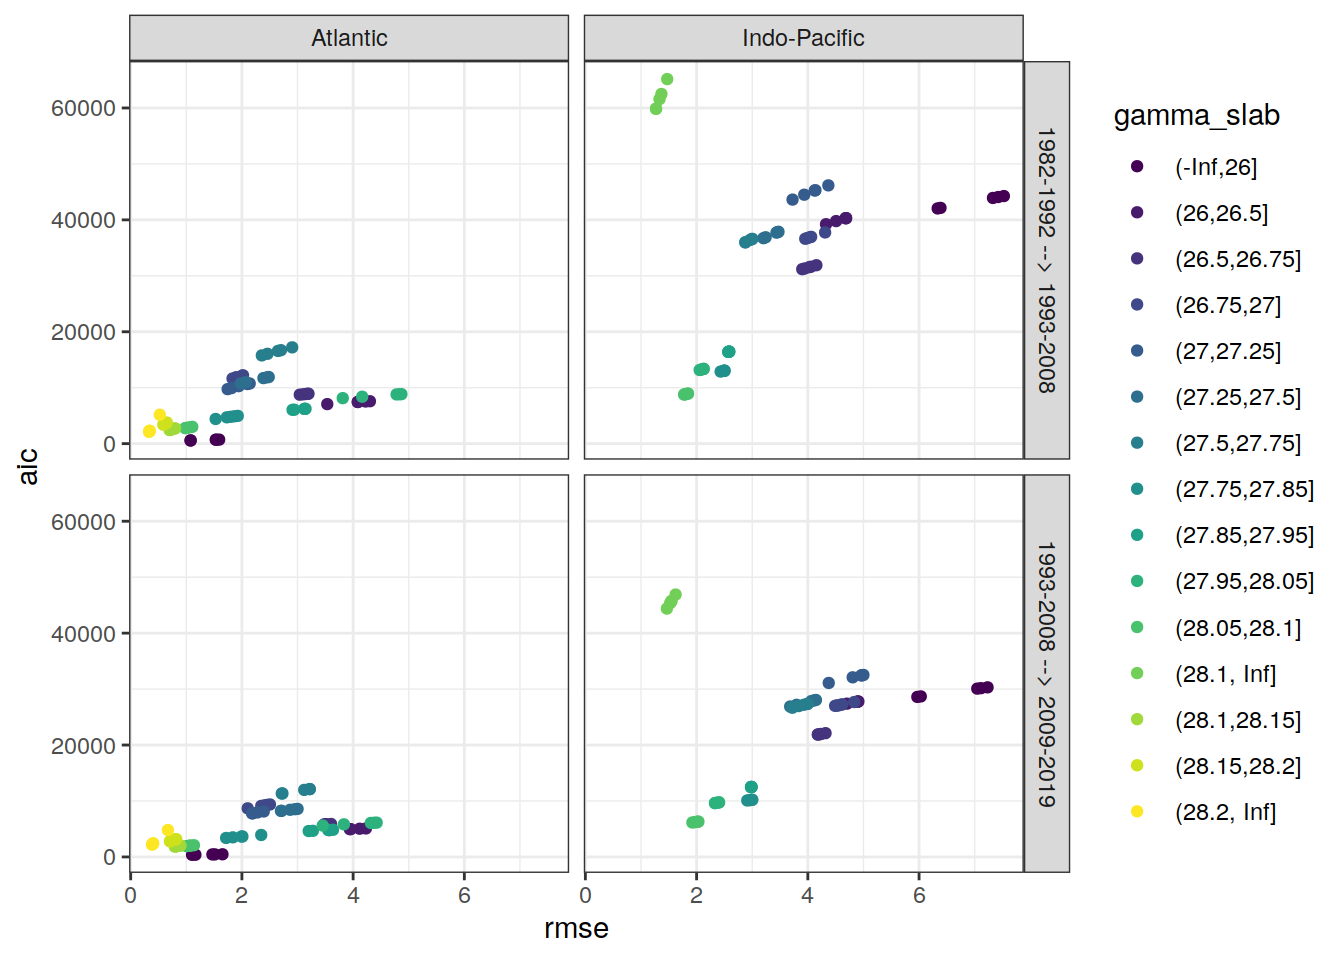 Atlantic
Indo-Pacific
60000
40000
20000
0
1982-1992 --> 1993-2008
60000
40000
20000
0
1993-2008 --> 2009-2019
0
2
4
6
0
2
4
6
rmse
aic
gamma_slab
(-Inf,26]
(26,26.5]
(26.5,26.75]
(26.75,27]
(27,27.25]
(27.25,27.5]
(27.5,27.75]
(27.75,27.85]
(27.85,27.95]
(27.95,28.05]
(28.05,28.1]
(28.1, Inf]
(28.1,28.15]
(28.15,28.2]
(28.2, Inf]